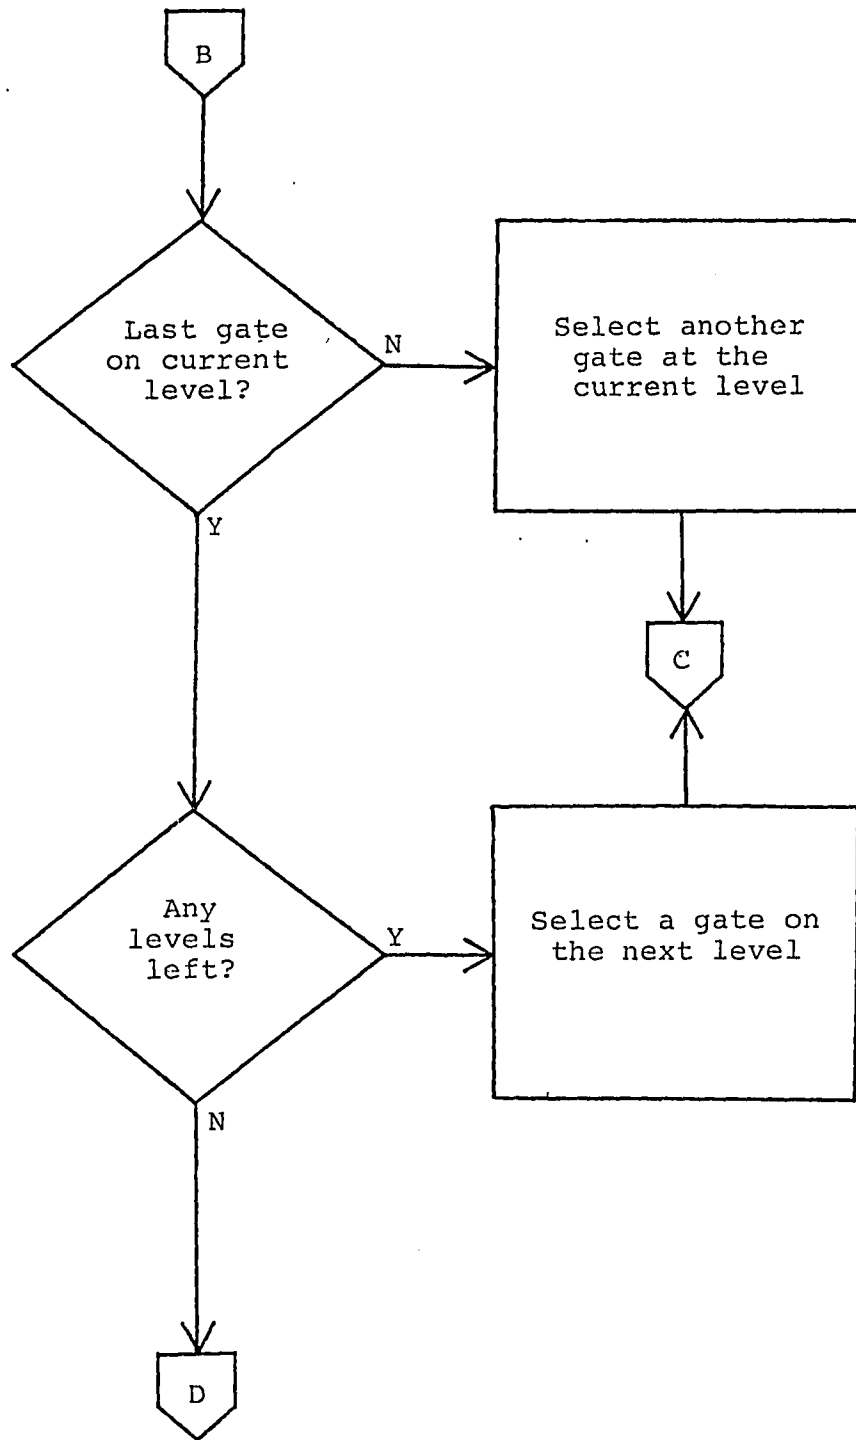 B
Last gate
on current
level?
N
Select another
gate at the
current level
Y
C
Any
levels
left?
Y
Select a gate on
the next level
N
D